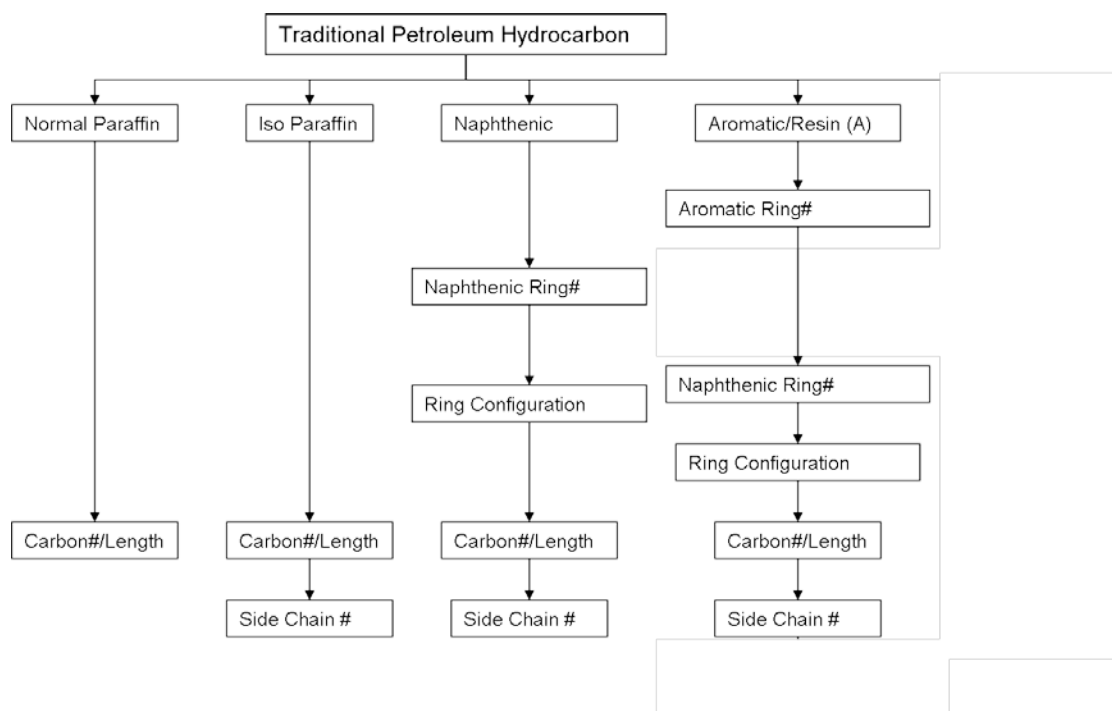 Traditional Petroleum Hydrocarbon
Normal Paraffin
Iso Paraffin
Naphthenic
Aromatic/Resin (A)
Aromatic Ring#
Naphthenic Ring#
Naphthenic Ring#
Ring Configuration
Ring Configuration
Carbon#/Length
Carbon#/Length
Carbon#/Length
Carbon#/Length
Side Chain #
Side Chain #
Side Chain #